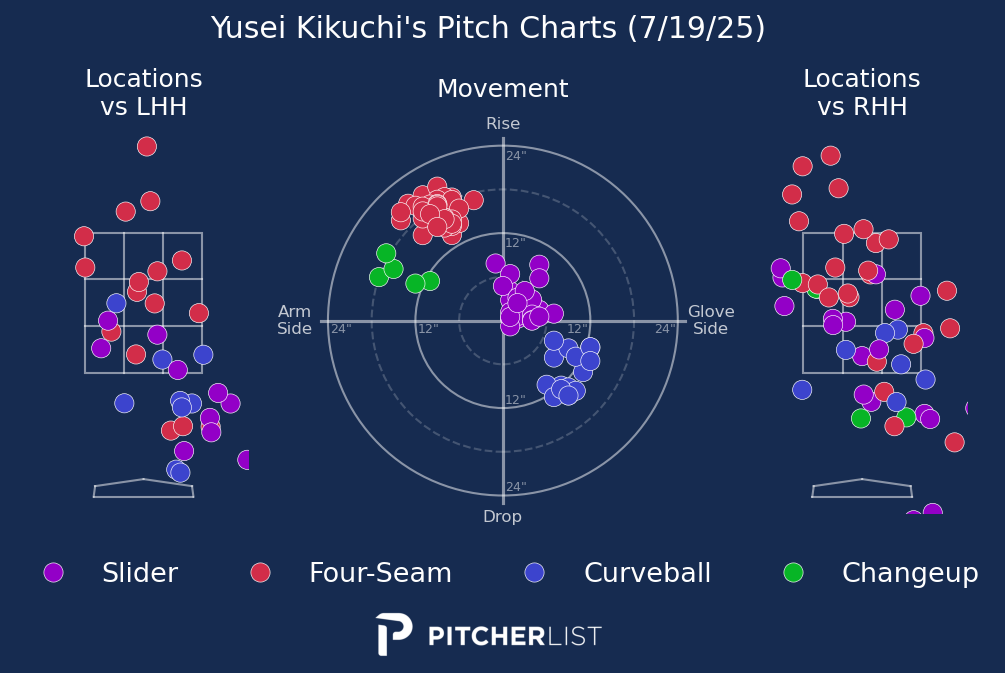 Yusei Kikuchi's Pitch Charts (7/19/25)
Locations
vs LHH
Movement
Locations
vs RHH
Rise
24"
12"
Arm
Side
24"
12"
12"
24"
Glove
Side
12"
24"
Drop
Slider
Four-Seam
Curveball
Changeup
PITCHERLIST